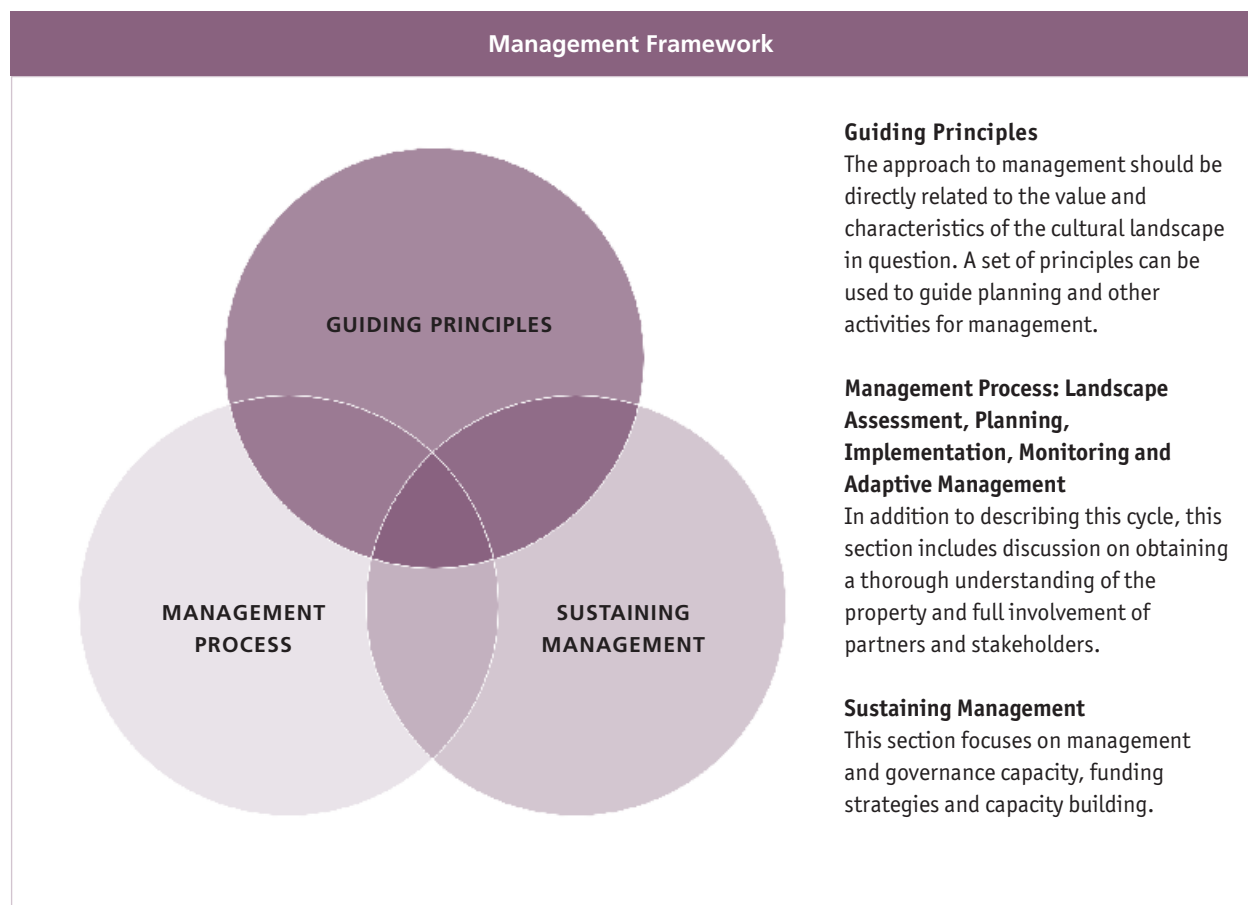 Management Framework
GUIDING PRINCIPLES
MANAGEMENT
PROCESS
SUSTAINING
MANAGEMENT
Guiding Principles
The approach to management should be
directly related to the value and
characteristics of the cultural landscape
in question. A set of principles can be
used to guide planning and other
activities for management.
Management Process: Landscape
Assessment, Planning,
Implementation, Monitoring and
Adaptive Management
In addition to describing this cycle, this
section includes discussion on obtaining
a thorough understanding of the
property and full involvement of
partners and stakeholders.
Sustaining Management
This section focuses on management
and governance capacity, funding
strategies and capacity building.